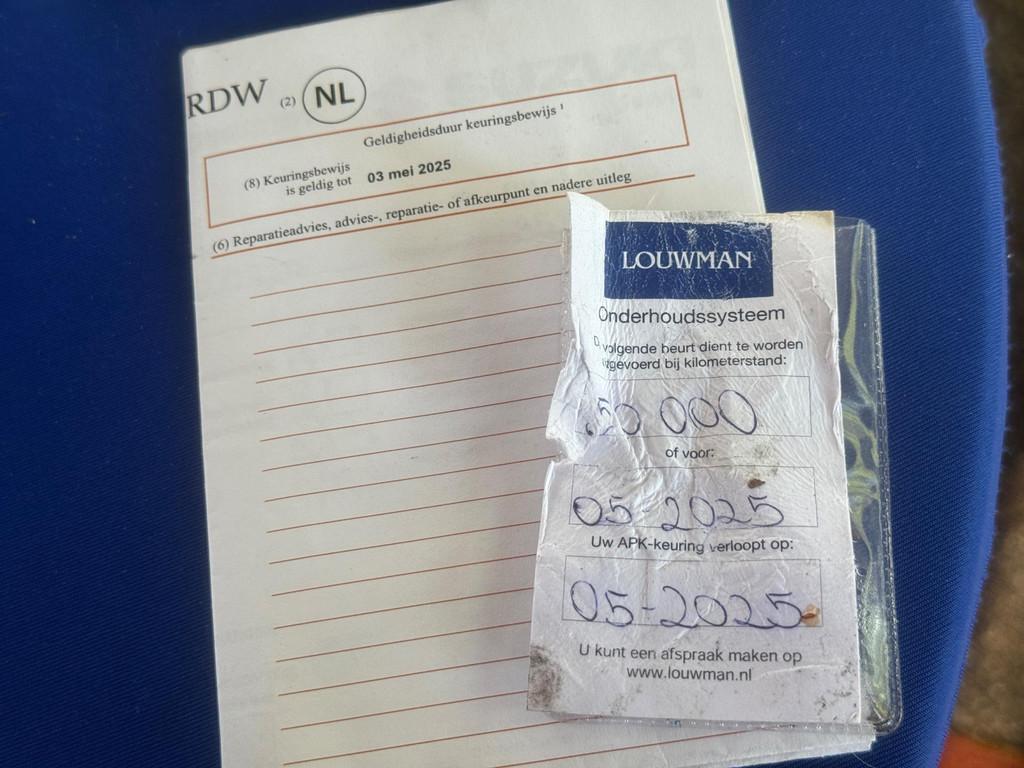 RDW (2) NL
Geldigheidsduur keuringsbewijs ¹
(8) Keuringsbewijs
is geldig tot 03 mei 2025
(6) Reparatieadvies, advies-, reparatie- of afkeurpunt en nadere uitleg
LOUWMAN
Onderhoudssysteem
volgende beurt dient te worden
bij kilometerstand:
50 000
of voor:
05-2025
Uw APK-keuring verloopt op:
05-2025
U kunt een afspraak maken op
www.louwman.nl